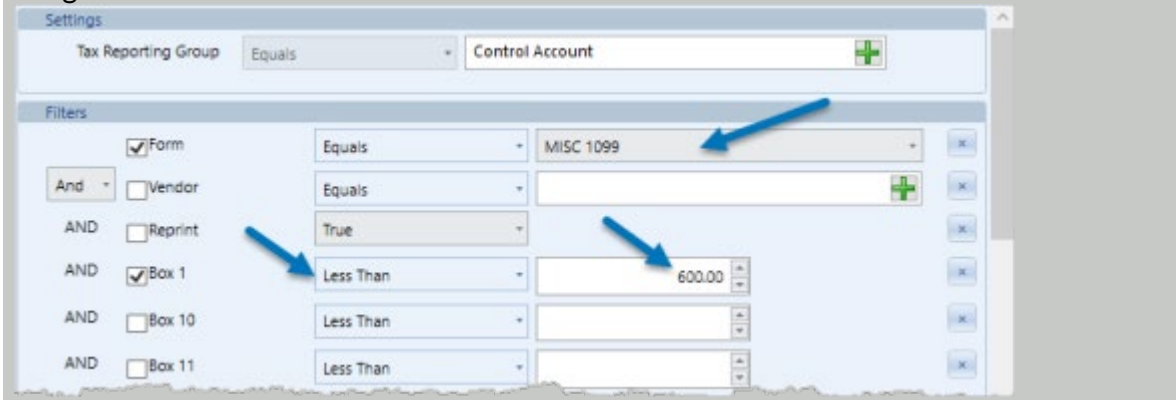 Settings
Tax Reporting Group Equals Control Account
Filters
Form Equals MISC 1099
And Vendor Equals
AND Reprint True
AND Box 1 Less Than 600.00
AND Box 10 Less Than
AND Box 11 Less Than